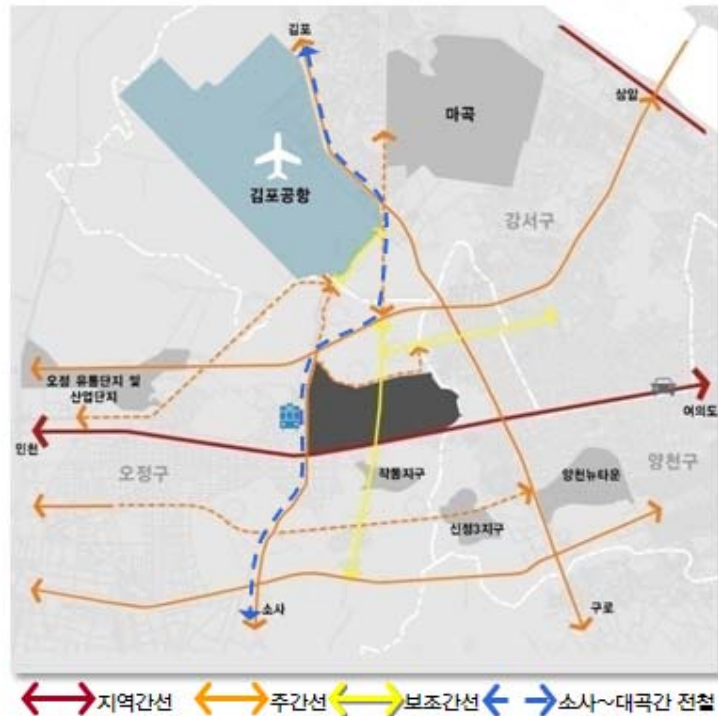 김포
상암
마곡
김포공항
강서구
오정 유통단지 및
산업단지
여의도
인천
작동지구
양천뉴타운
양천구
오정구
신정3지구
소사
구로
지역간선
주간선
보조간선
소사~대곡간 전철